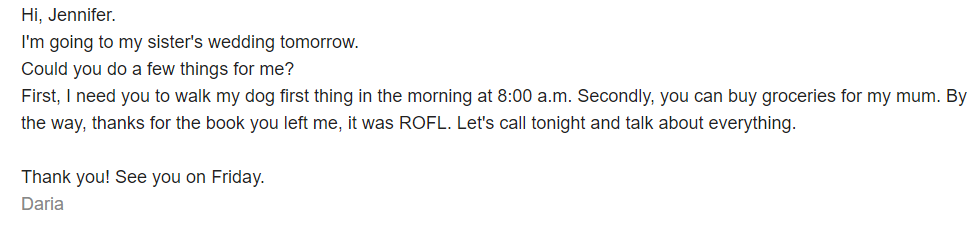 Hi, Jennifer.
I'm going to my sister's wedding tomorrow.
Could you do a few things for me?
First, I need you to walk my dog first thing in the morning at 8:00 a.m. Secondly, you can buy groceries for my mum. By
the way, thanks for the book you left me, it was ROFL. Let's call tonight and talk about everything.
Thank you! See you on Friday.
Daria